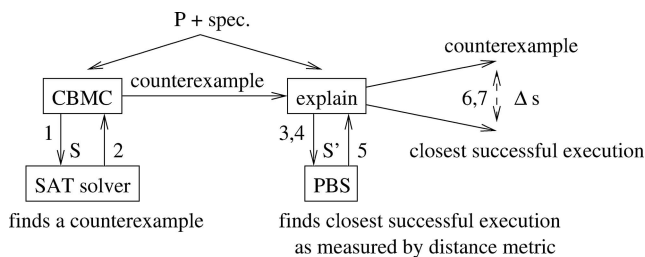 P + spec.
counterexample
counterexample
CBMC
explain
6,7
Δ s
1
S
2
3,4
S'
5
closest successful execution
SAT solver
PBS
finds a counterexample
finds closest successful execution
as measured by distance metric